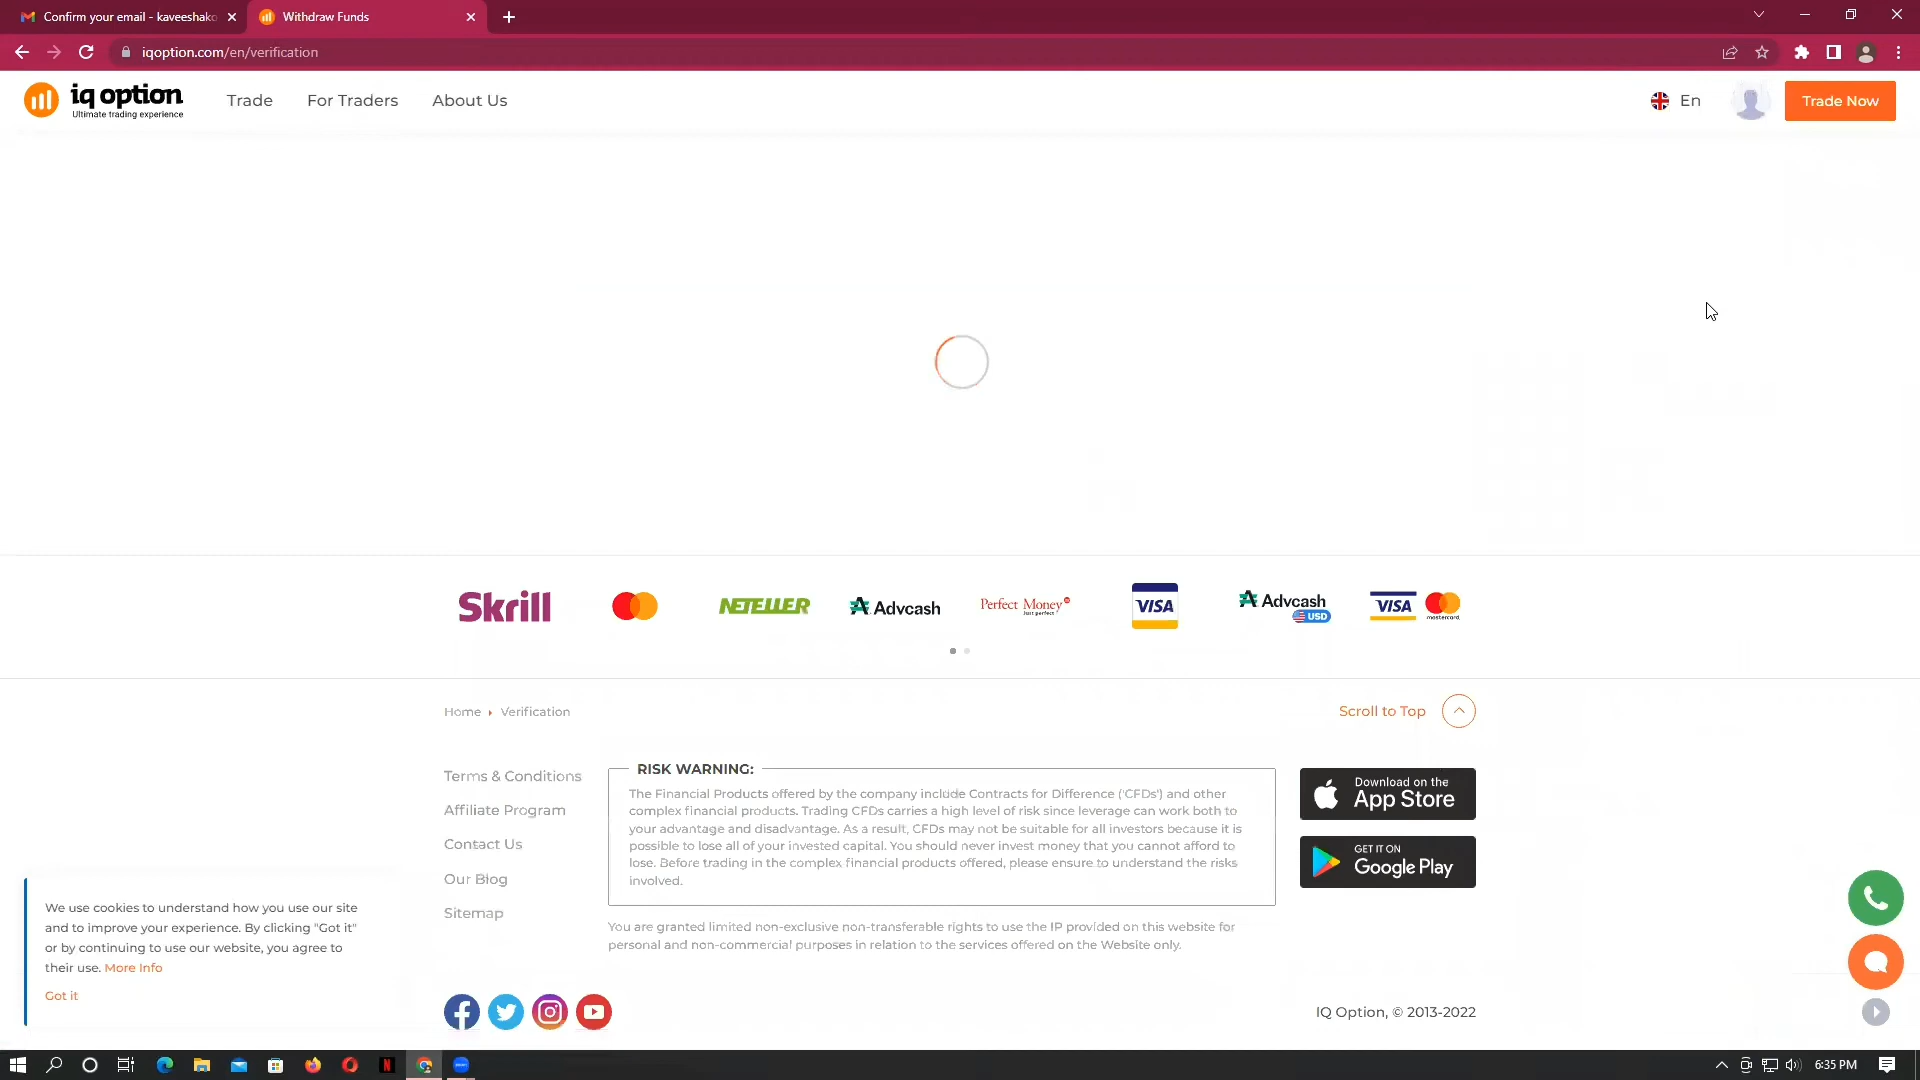 Confirm your email - kaveeshako
Withdraw Funds
iqoption.com/en/verification
iq option
Ultimate trading experience
Trade
For Traders
About Us
En
Trade Now
Skrill
NETELLER
Advcash
Perfect Money
Just perfect
VISA
Advcash
USD
VISA
mastercard
Home
Verification
Scroll to Top
Terms & Conditions
Affiliate Program
Contact Us
Our Blog
Sitemap
RISK WARNING:
The Financial Products offered by the company include Contracts for Difference ('CFDs') and other
complex financial products. Trading CFDs carries a high level of risk since leverage can work both to
your advantage and disadvantage. As a result, CFDs may not be suitable for all investors because it is
possible to lose all of your invested capital. You should never invest money that you cannot afford to
lose. Before trading in the complex financial products offered, please ensure to understand the risks
involved.
You are granted limited non-exclusive non-transferable rights to use the IP provided on this website for
personal and non-commercial purposes in relation to the services offered on the Website only.
Download on the
App Store
GET IT ON
Google Play
We use cookies to understand how you use our site
and to improve your experience. By clicking "Got it"
or by continuing to use our website, you agree to
their use. More Info
Got it
IQ Option, © 2013-2022
6:35 PM